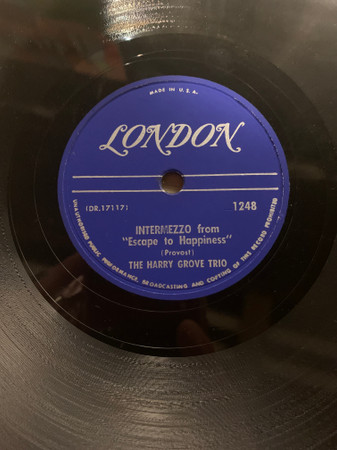 MADE IN U.S.A.
LONDON
(DR.17117) 1248
INTERMEZZO from
"Escape to Happiness"
(Provost)
THE HARRY GROVE TRIO
UNAUTHORISED PUBLIC PERFORMANCE, BROADCASTING AND COPYING OF THIS RECORD PROHIBITED